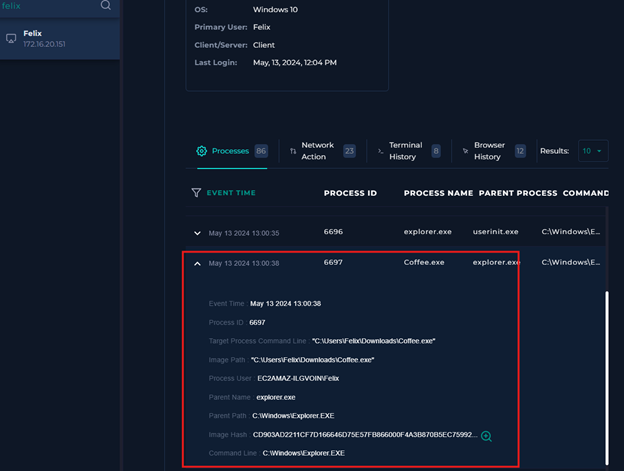 felix
Felix
172.16.20.151
OS: Windows 10
Primary User: Felix
Client/Server: Client
Last Login: May, 13, 2024, 12:04 PM
Processes 86 Network Action 23 Terminal History 8 Browser History 12 Results: 10
EVENT TIME PROCESS ID PROCESS NAME PARENT PROCESS COMMAND
May 13 2024 13:00:35 6696 explorer.exe userinit.exe C:\Windows\E...
May 13 2024 13:00:38 6697 Coffee.exe explorer.exe C:\Windows\E...
Event Time : May 13 2024 13:00:38
Process ID : 6697
Target Process Command Line : "C:\Users\Felix\Downloads\Coffee.exe"
Image Path : "C:\Users\Felix\Downloads\Coffee.exe"
Process User : EC2AMAZ-ILGVOIN\Felix
Parent Name : explorer.exe
Parent Path : C:\Windows\Explorer.EXE
Image Hash : CD903AD2211CF7D166646D75E57FB866000F4A3B870B5EC75992...
Command Line : C:\Windows\Explorer.EXE